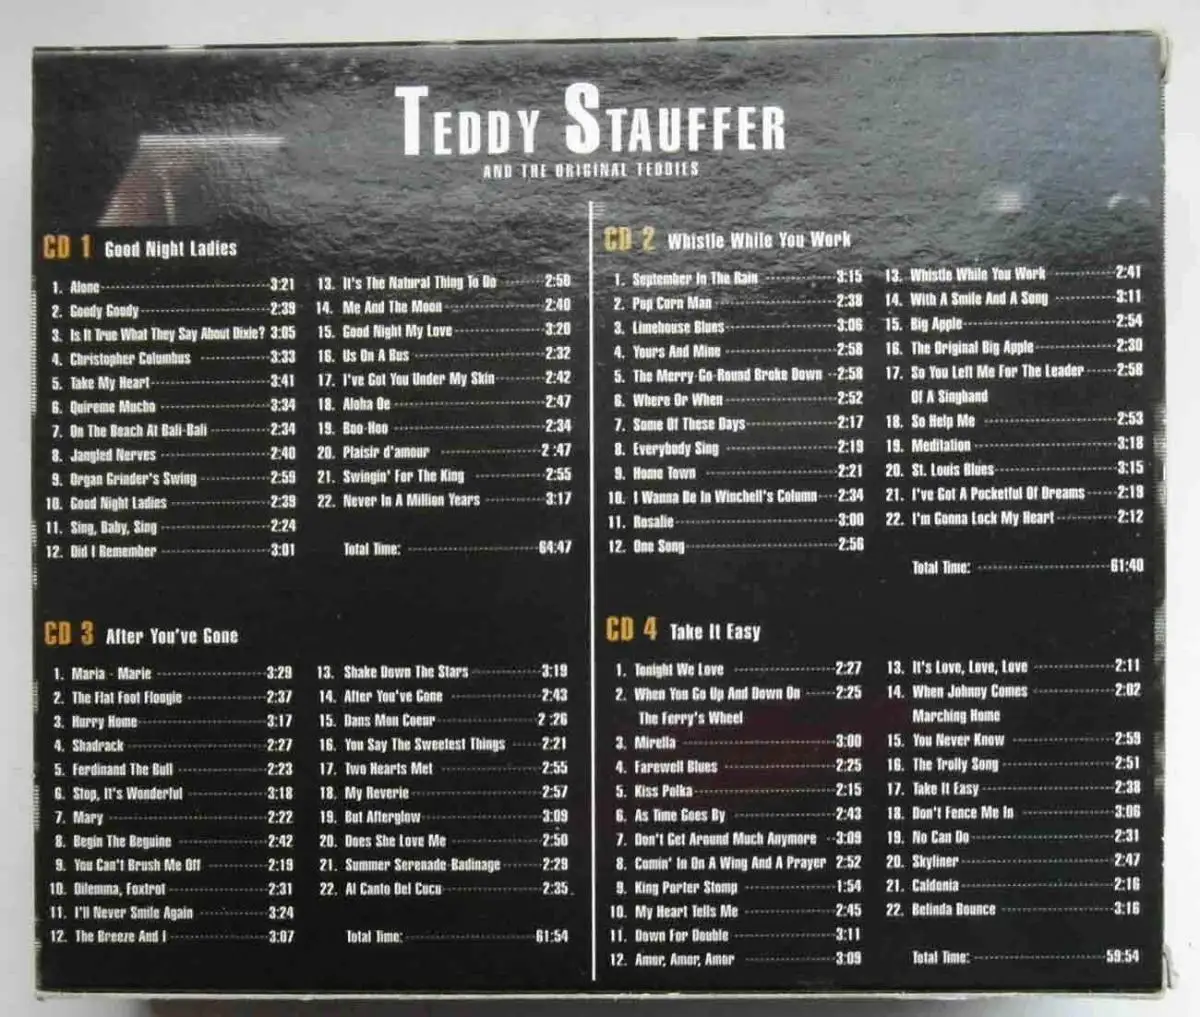 TEDDY STAUFFER
AND THE ORIGINAL TEDDIES
CD 1 Good Night Ladies
1. Alone 3:21
2. Goody Goody 2:39
3. Is It True What They Say About Dixie? 3:05
4. Christopher Columbus 3:33
5. Take My Heart 3:41
6. Quireme Mucho 3:34
7. On The Beach At Bali-Bali 2:34
8. Jangled Nerves 2:40
9. Organ Grinder's Swing 2:59
10. Good Night Ladies 2:39
11. Sing, Baby, Sing 2:24
12. Did I Remember 3:01
13. It's The Natural Thing To Do 2:58
14. Me And The Moon 2:40
15. Good Night My Love 3:20
16. Us On A Bus 2:32
17. I've Got You Under My Skin 2:42
18. Aloha Oe 2:47
19. Boo-Hoo 2:34
20. Plaisir d'amour 2:47
21. Swingin' For The King 2:55
22. Never In A Million Years 3:17
Total Time: 64:47
CD 2 Whistle While You Work
1. September In The Rain 3:15
2. Pop Corn Man 2:38
3. Limehouse Blues 3:06
4. Yours And Mine 2:58
5. The Merry-Go-Round Broke Down 2:58
6. Where Or When 2:52
7. Some Of These Days 2:17
8. Everybody Sing 2:19
9. Home Town 2:21
10. I Wanna Be In Winchell's Column 2:34
11. Rosalie 3:00
12. One Song 2:56
13. Whistle While You Work 2:41
14. With A Smile And A Song 3:11
15. Big Apple 2:54
16. The Original Big Apple 2:30
17. So You Left Me For The Leader 2:58
Of A Singband
18. So Help Me 2:53
19. Meditation 3:18
20. St. Louis Blues 3:15
21. I've Got A Pocketful Of Dreams 2:19
22. I'm Gonna Lock My Heart 2:12
Total Time: 61:40
CD 3 After You've Gone
1. Maria - Marie 3:29
2. The Flat Foot Floogie 2:37
3. Hurry Home 3:17
4. Shadrack 2:27
5. Ferdinand The Bull 2:23
6. Stop, It's Wonderful 3:18
7. Mary 2:22
8. Begin The Beguine 2:42
9. You Can't Brush Me Off 2:19
10. Dilemma, Foxtrot 2:31
11. I'll Never Smile Again 3:24
12. The Breeze And I 3:07
13. Shake Down The Stars 3:19
14. After You've Gone 2:43
15. Dans Mon Coeur 2:26
16. You Say The Sweetest Things 2:21
17. Two Hearts Met 2:55
18. My Reverie 2:57
19. But Afterglow 3:09
20. Does She Love Me 2:50
21. Summer Serenade-Badinage 2:29
22. Al Canto Del Cucu 2:35
Total Time: 61:54
CD 4 Take It Easy
1. Tonight We Love 2:27
2. When You Go Up And Down On 2:25
The Ferry's Wheel
3. Mirella 3:00
4. Farewell Blues 2:25
5. Kiss Polka 2:15
6. As Time Goes By 2:43
7. Don't Get Around Much Anymore 3:09
8. Comin' In On A Wing And A Prayer 2:52
9. King Porter Stomp 1:54
10. My Heart Tells Me 2:45
11. Down For Double 3:11
12. Amor, Amor, Amor 3:09
13. It's Love, Love, Love 2:11
14. When Johnny Comes 2:02
Marching Home
15. You Never Know 2:59
16. The Trolly Song 2:51
17. Take It Easy 2:38
18. Don't Fence Me In 3:06
19. No Can Do 2:31
20. Skyliner 2:47
21. Caldonia 2:16
22. Belinda Bounce 3:16
Total Time: 59:54